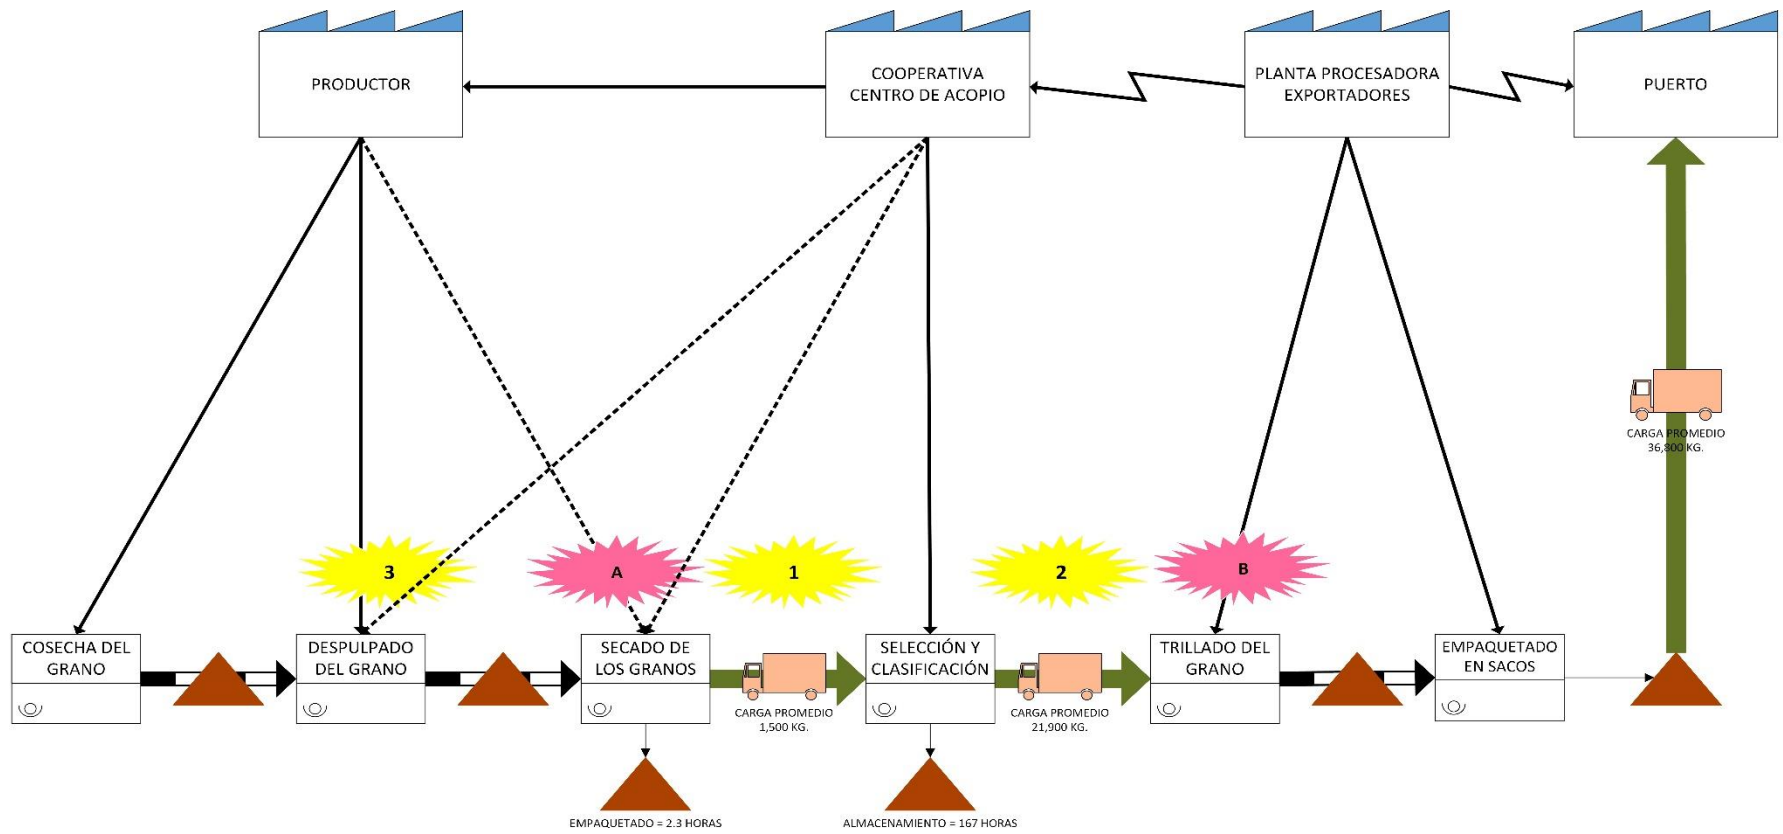 PRODUCTOR
COOPERATIVA
CENTRO DE ACOPIO
PLANTA PROCESADORA
EXPORTADORES
PUERTO
CARGA PROMEDIO
36,800 KG.
3
A
1
2
B
COSECHA DEL
GRANO
DESPULPADO
DEL GRANO
SECADO DE
LOS GRANOS
CARGA PROMEDIO
1,500 KG.
SELECCIÓN Y
CLASIFICACIÓN
CARGA PROMEDIO
21,900 KG.
TRILLADO DEL
GRANO
EMPAQUETADO
EN SACOS
EMPAQUETADO = 2.3 HORAS
ALMACENAMIENTO = 167 HORAS